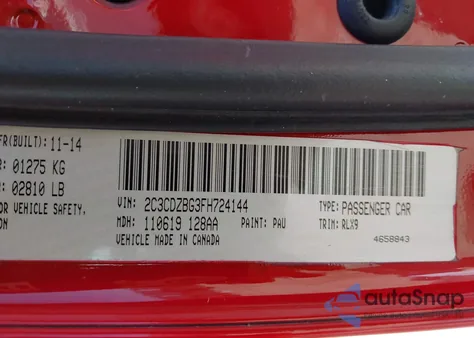 FR(BUILT): 11-14
R: 01275 KG
R: 02810 LB
OR VEHICLE SAFETY,
ON
VIN: 2C3CDZBG3FH724144
TYPE: PASSENGER CAR
MDH: 110619 128AA
PAINT: PAU
TRIM: RLX9
VEHICLE MADE IN CANADA
4658843
autoSnap